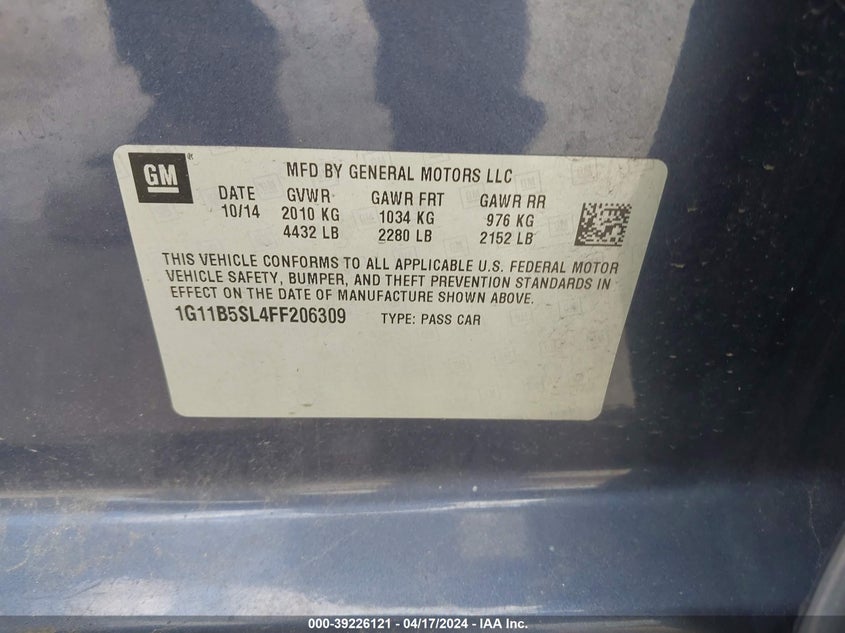 GM
MFD BY GENERAL MOTORS LLC
DATE GVWR GAWR FRT GAWR RR
10/14 2010 KG 1034 KG 976 KG
4432 LB 2280 LB 2152 LB
THIS VEHICLE CONFORMS TO ALL APPLICABLE U.S. FEDERAL MOTOR
VEHICLE SAFETY, BUMPER, AND THEFT PREVENTION STANDARDS IN
EFFECT ON THE DATE OF MANUFACTURE SHOWN ABOVE.
1G11B5SL4FF206309 TYPE: PASS CAR
000-39226121 - 04/17/2024 - IAA Inc.